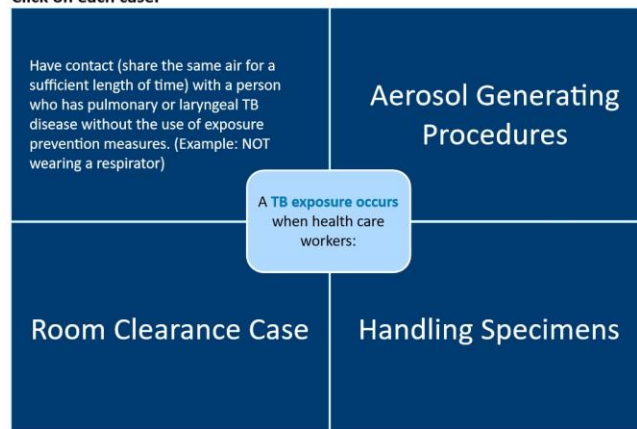 Click on each case:
Have contact (share the same air for a
sufficient length of time) with a person
who has pulmonary or laryngeal TB
disease without the use of exposure
prevention measures. (Example: NOT
wearing a respirator)
Aerosol Generating
Procedures
A TB exposure occurs
when health care
workers:
Room Clearance Case
Handling Specimens